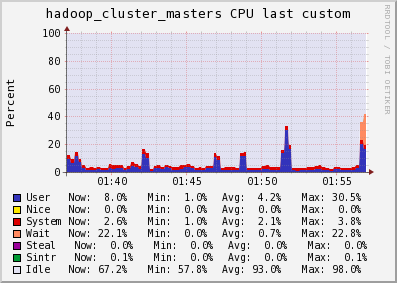 hadoop_cluster_masters CPU last custom
RRDTOOL / TOBI OETIKER
Percent
100
80
60
40
20
0
01:40 01:45 01:50 01:55
User Now: 8.0% Min: 1.0% Avg: 4.2% Max: 30.5%
Nice Now: 0.0% Min: 0.0% Avg: 0.0% Max: 0.0%
System Now: 2.6% Min: 1.0% Avg: 2.1% Max: 3.8%
Wait Now: 22.1% Min: 0.0% Avg: 0.7% Max: 22.8%
Steal Now: 0.0% Min: 0.0% Avg: 0.0% Max: 0.0%
Sintr Now: 0.1% Min: 0.0% Avg: 0.0% Max: 0.1%
Idle Now: 67.2% Min: 57.8% Avg: 93.0% Max: 98.0%